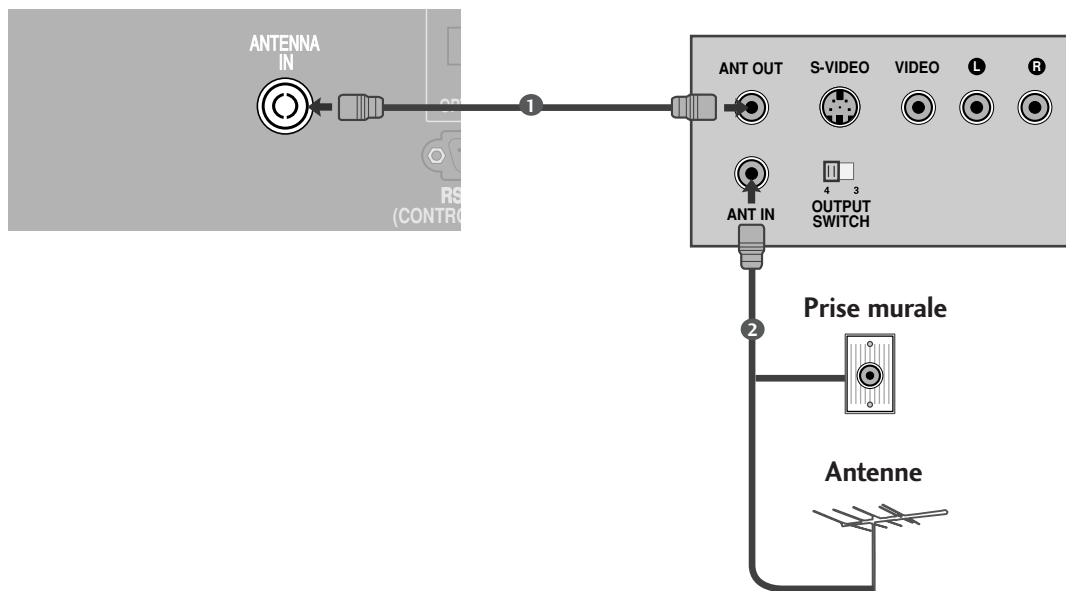 ANTENNA
IN
RS
(CONTRO
1
ANT OUT
S-VIDEO
VIDEO
L
R
ANT IN
4 3
OUTPUT
SWITCH
2
Prise murale
Antenne